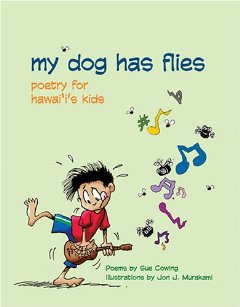 my dog has flies
poetry for
hawai'i's kids
Poems by Sue Cowing
Illustrations by Jon J. Murakami